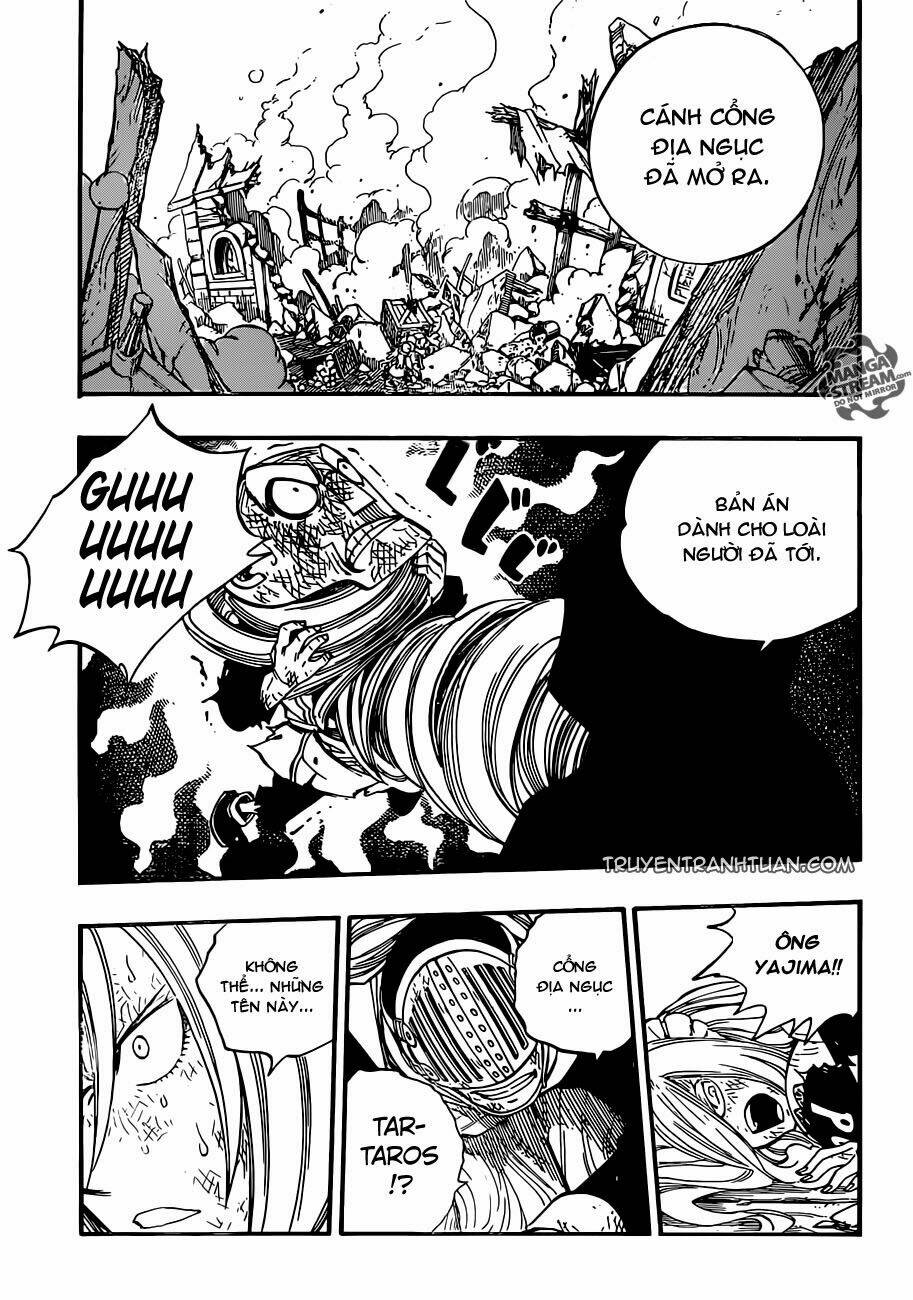 CÁNH CỔNG
ĐỊA NGỤC
ĐÃ MỞ RA.
MANGA
STREAM.com
DO NOT MIRROR
BẢN ÁN
DÀNH CHO LOÀI
NGƯỜI ĐÃ TỚI.
GUUU
UUUU
UUUU
TRUYENTRANHTUAN.COM
ÔNG
YAJIMA!!
CỔNG
ĐỊA NGỤC
...
TAR-
TAROS
!?
KHÔNG
THỂ... NHỮNG
TÊN NÀY...